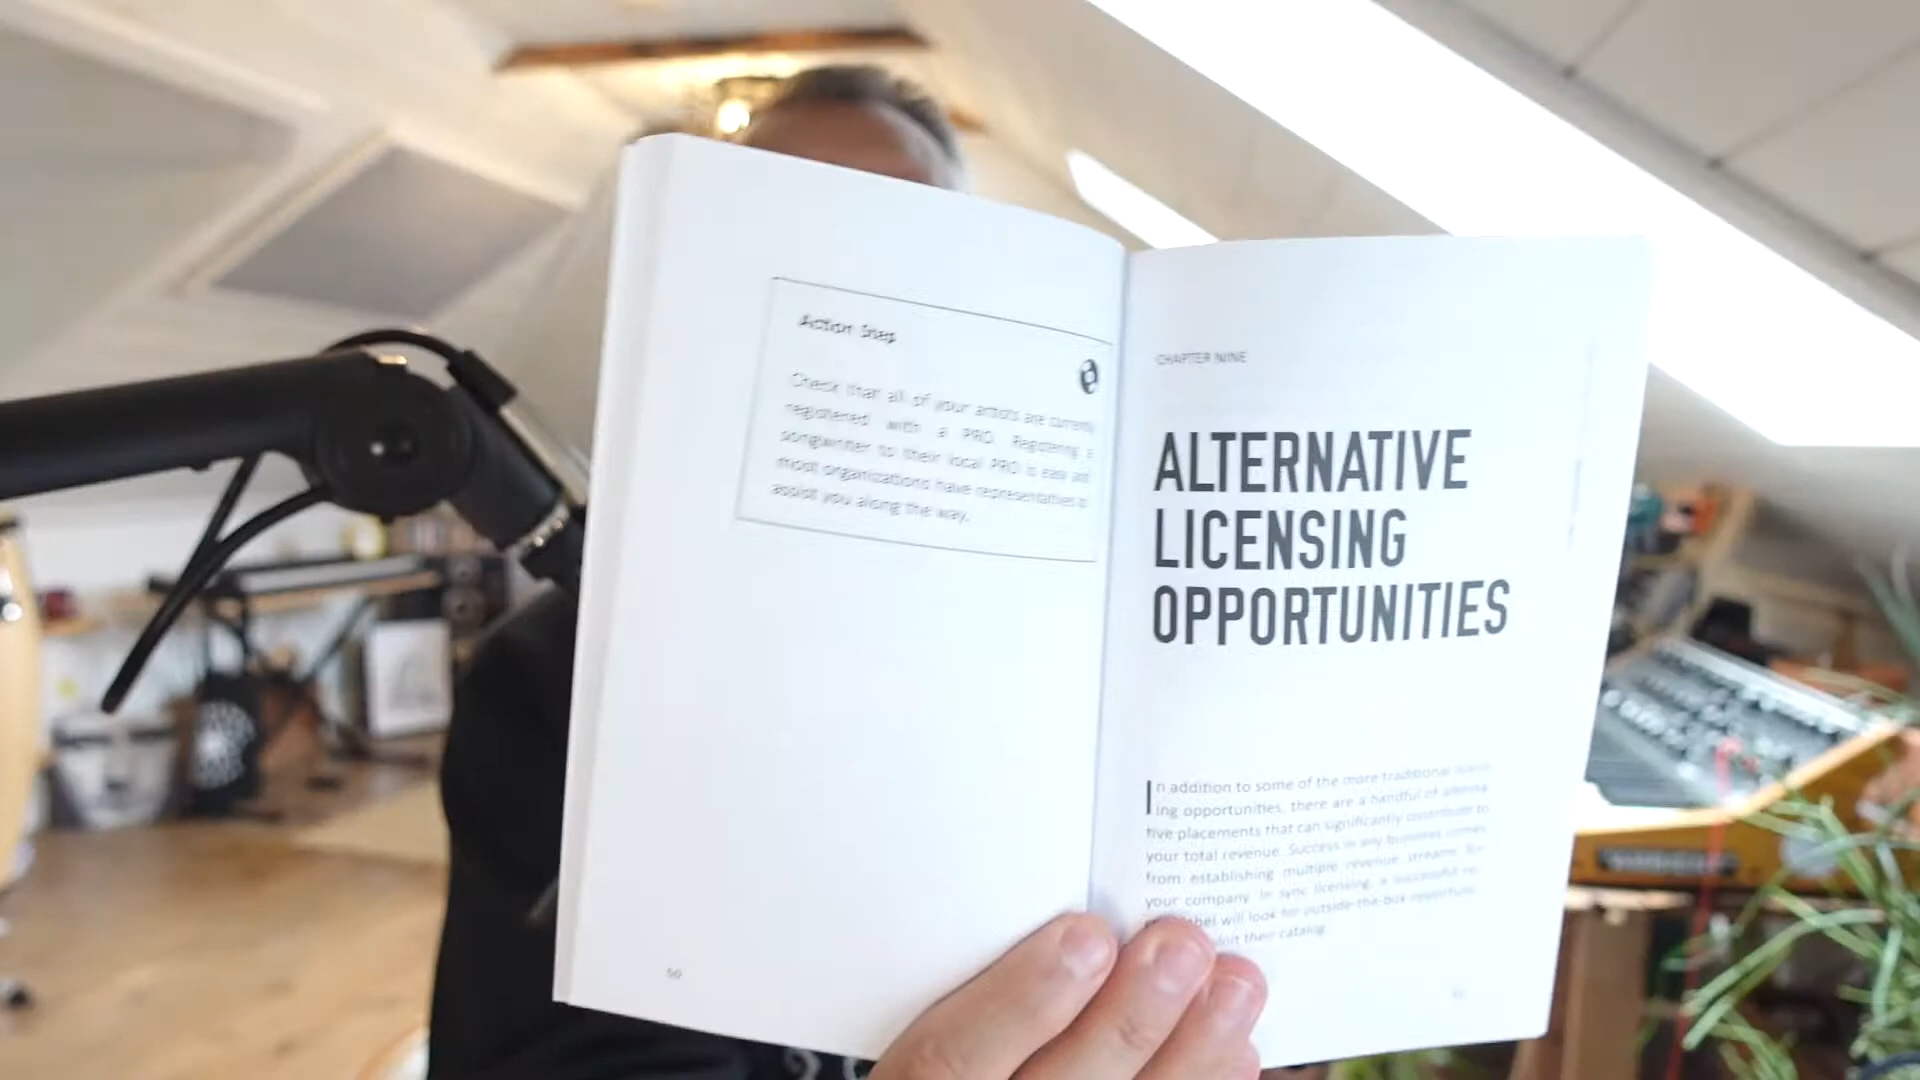 Action Step
Check that all of your artists are currently
registered with a PRO. Registering a
songwriter to their local PRO is easy and
most organizations have representatives to
assist you along the way.
50
CHAPTER NINE
ALTERNATIVE
LICENSING
OPPORTUNITIES
In addition to some of the more traditional
ing opportunities, there are a handful of alterna-
tive placements that can significantly contribute to
your total revenue. Success in any business comes
from establishing multiple revenue streams for
your company. In sync licensing, a successful re-
label will look for outside-the-box opportuni-
their catalog.